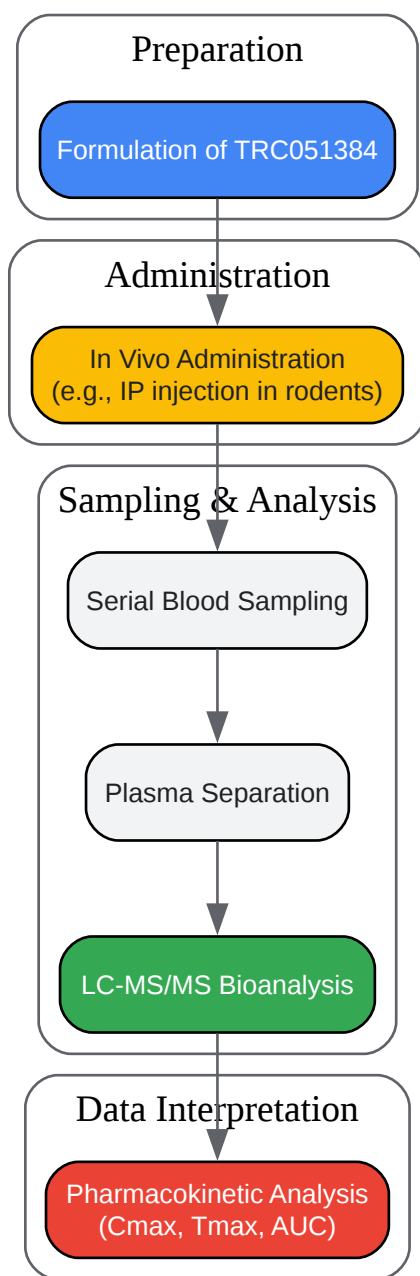 Preparation
Formulation of TRC051384
Administration
In Vivo Administration
(e.g., IP injection in rodents)
Sampling & Analysis
Serial Blood Sampling
Plasma Separation
LC-MS/MS Bioanalysis
Data Interpretation
Pharmacokinetic Analysis
(Cmax, Tmax, AUC)